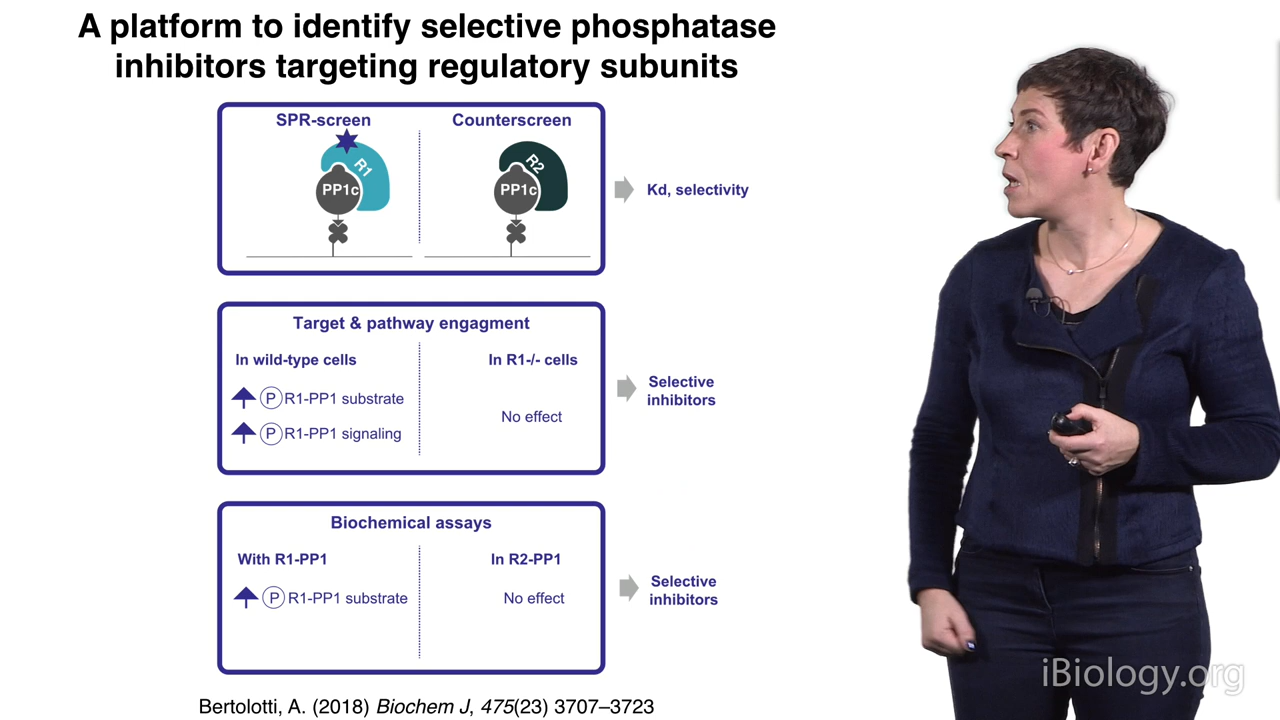 A platform to identify selective phosphatase
inhibitors targeting regulatory subunits
SPR-screen
Counterscreen
R1
PP1c
R2
PP1c
Kd, selectivity
Target & pathway engagment
In wild-type cells
In R1-/- cells
P R1-PP1 substrate
P R1-PP1 signaling
No effect
Selective
inhibitors
Biochemical assays
With R1-PP1
In R2-PP1
P R1-PP1 substrate
No effect
Selective
inhibitors
Bertolotti, A. (2018) Biochem J, 475(23) 3707–3723
iBiology.org